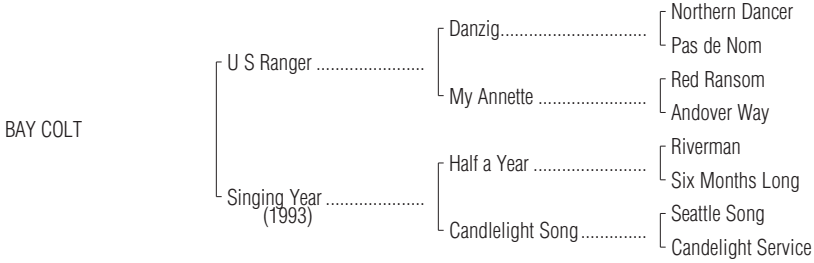 Northern Dancer
Danzig..............................
Pas de Nom
U S Ranger .......................
Red Ransom
My Annette .......................
Andover Way
BAY COLT
Riverman
Half a Year ........................
Six Months Long
Singing Year .....................
(1993)
Seattle Song
Candlelight Song..............
Candelight Service